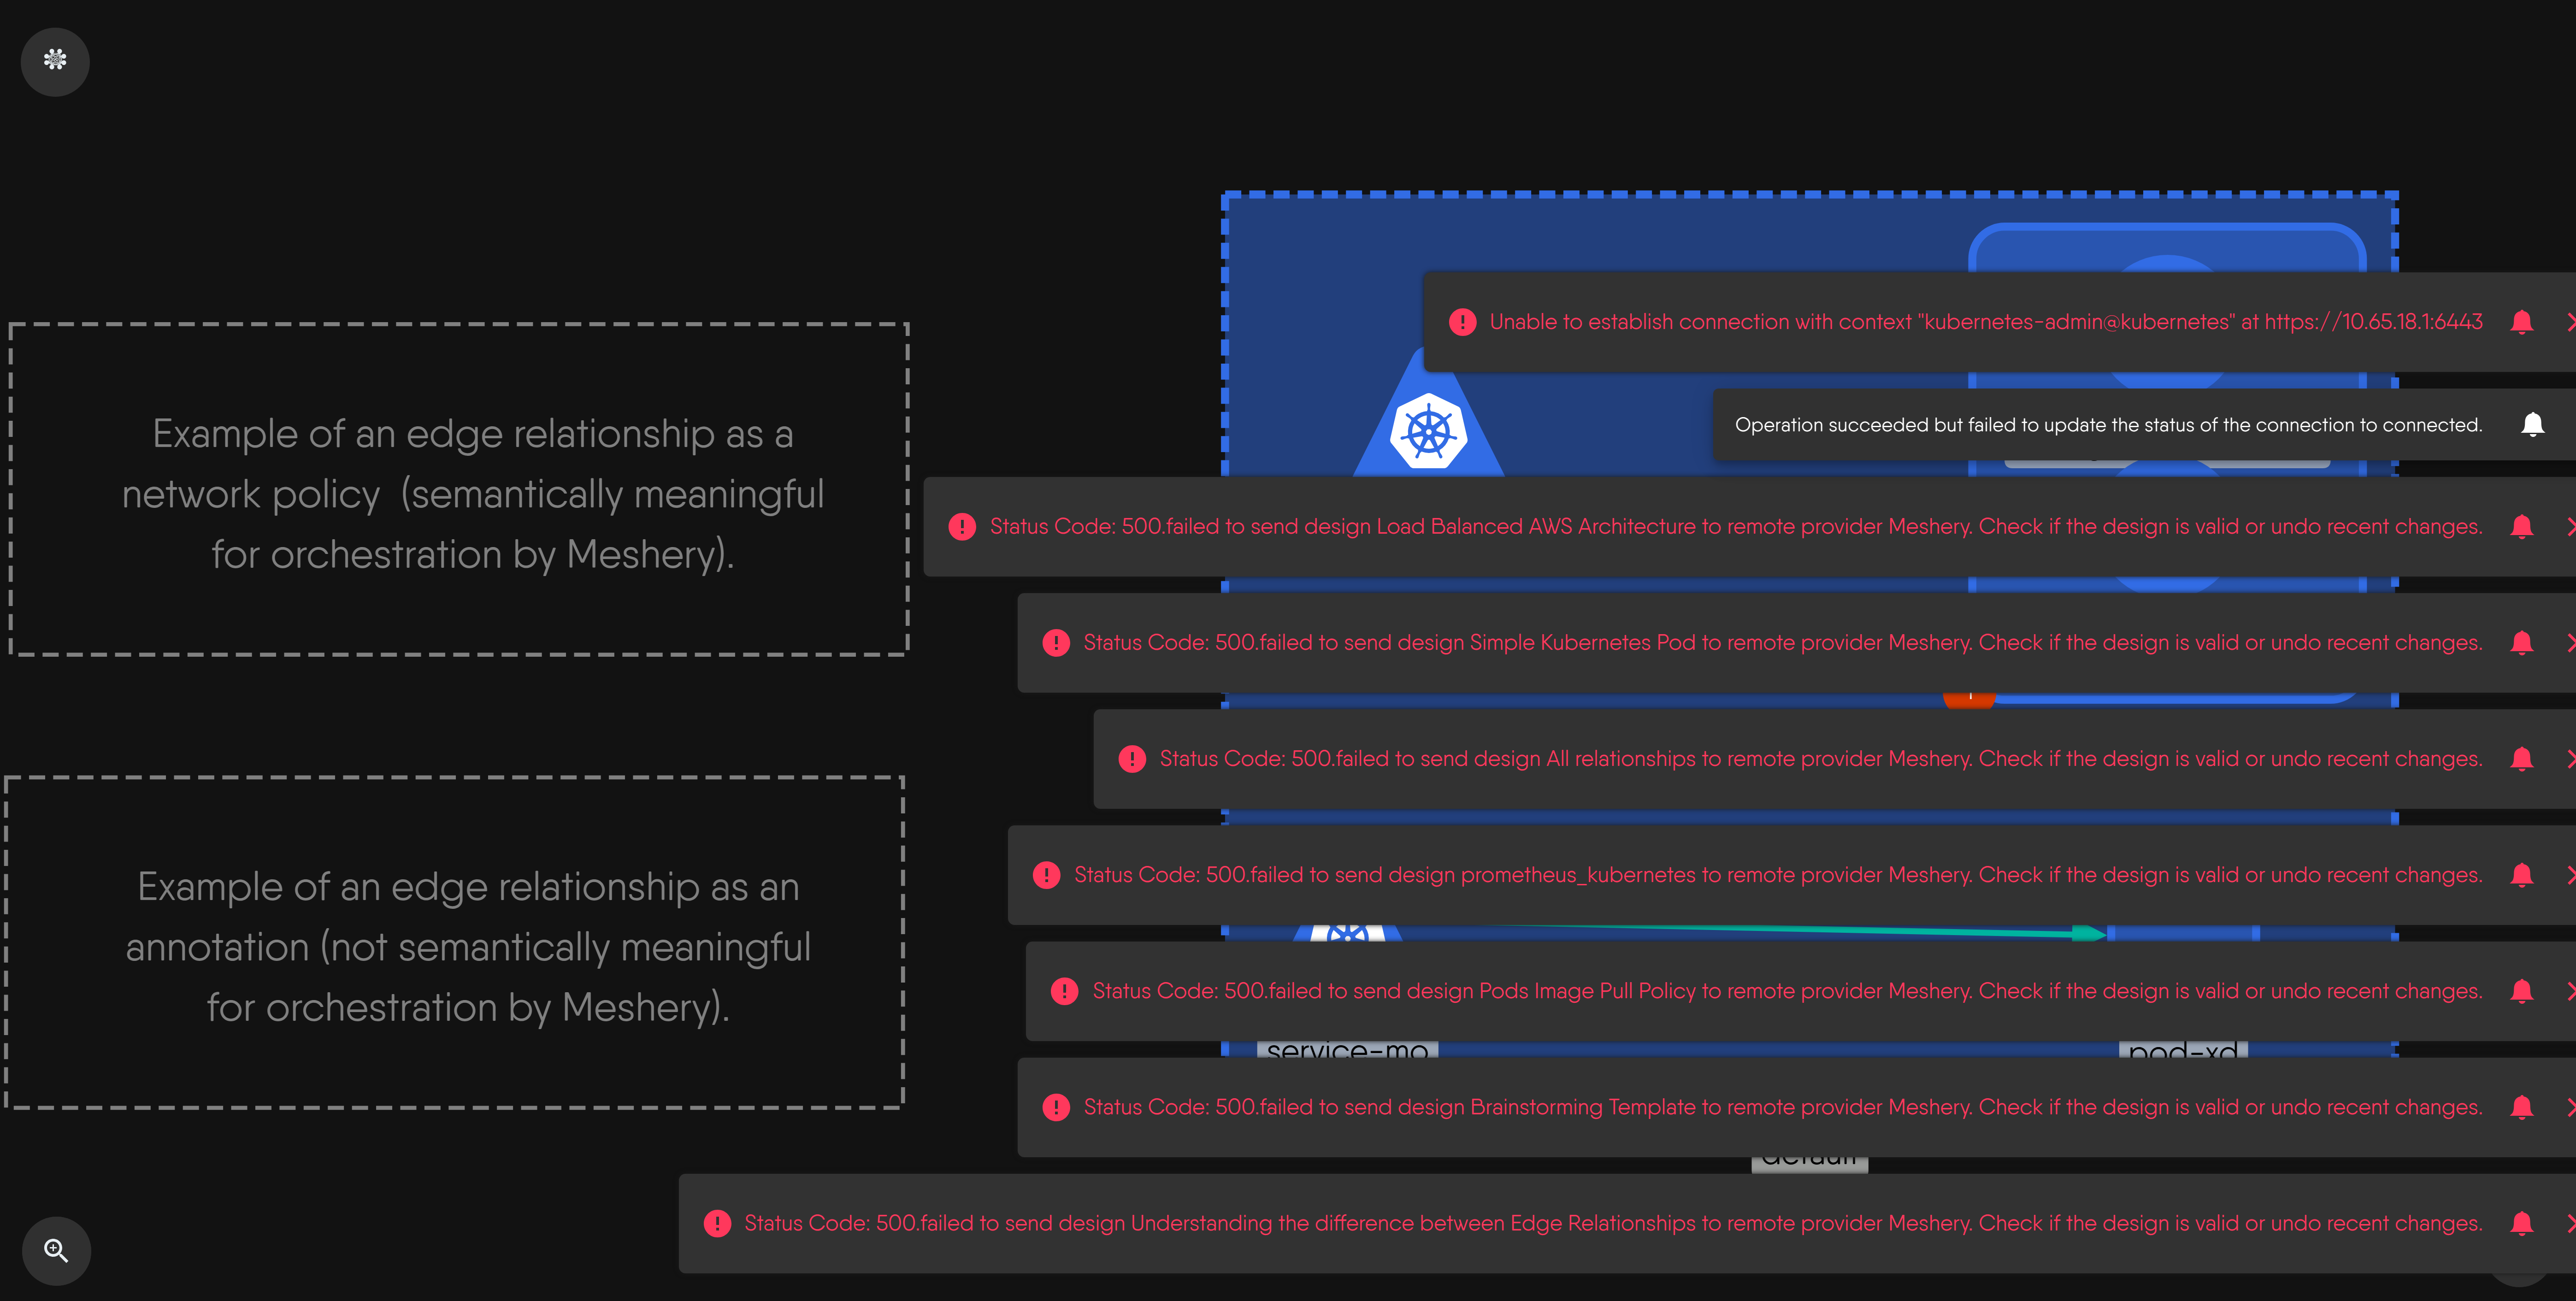 Example of an edge relationship as a
network policy  (semantically meaningful
for orchestration by Meshery).
Example of an edge relationship as an
annotation (not semantically meaningful
for orchestration by Meshery).
Unable to establish connection with context "kubernetes-admin@kubernetes" at https://10.65.18.1:6443
Operation succeeded but failed to update the status of the connection to connected.
Status Code: 500.failed to send design Load Balanced AWS Architecture to remote provider Meshery. Check if the design is valid or undo recent changes.
Status Code: 500.failed to send design Simple Kubernetes Pod to remote provider Meshery. Check if the design is valid or undo recent changes.
Status Code: 500.failed to send design All relationships to remote provider Meshery. Check if the design is valid or undo recent changes.
Status Code: 500.failed to send design prometheus_kubernetes to remote provider Meshery. Check if the design is valid or undo recent changes.
Status Code: 500.failed to send design Pods Image Pull Policy to remote provider Meshery. Check if the design is valid or undo recent changes.
service-mo
pod-xd
Status Code: 500.failed to send design Brainstorming Template to remote provider Meshery. Check if the design is valid or undo recent changes.
default
Status Code: 500.failed to send design Understanding the difference between Edge Relationships to remote provider Meshery. Check if the design is valid or undo recent changes.